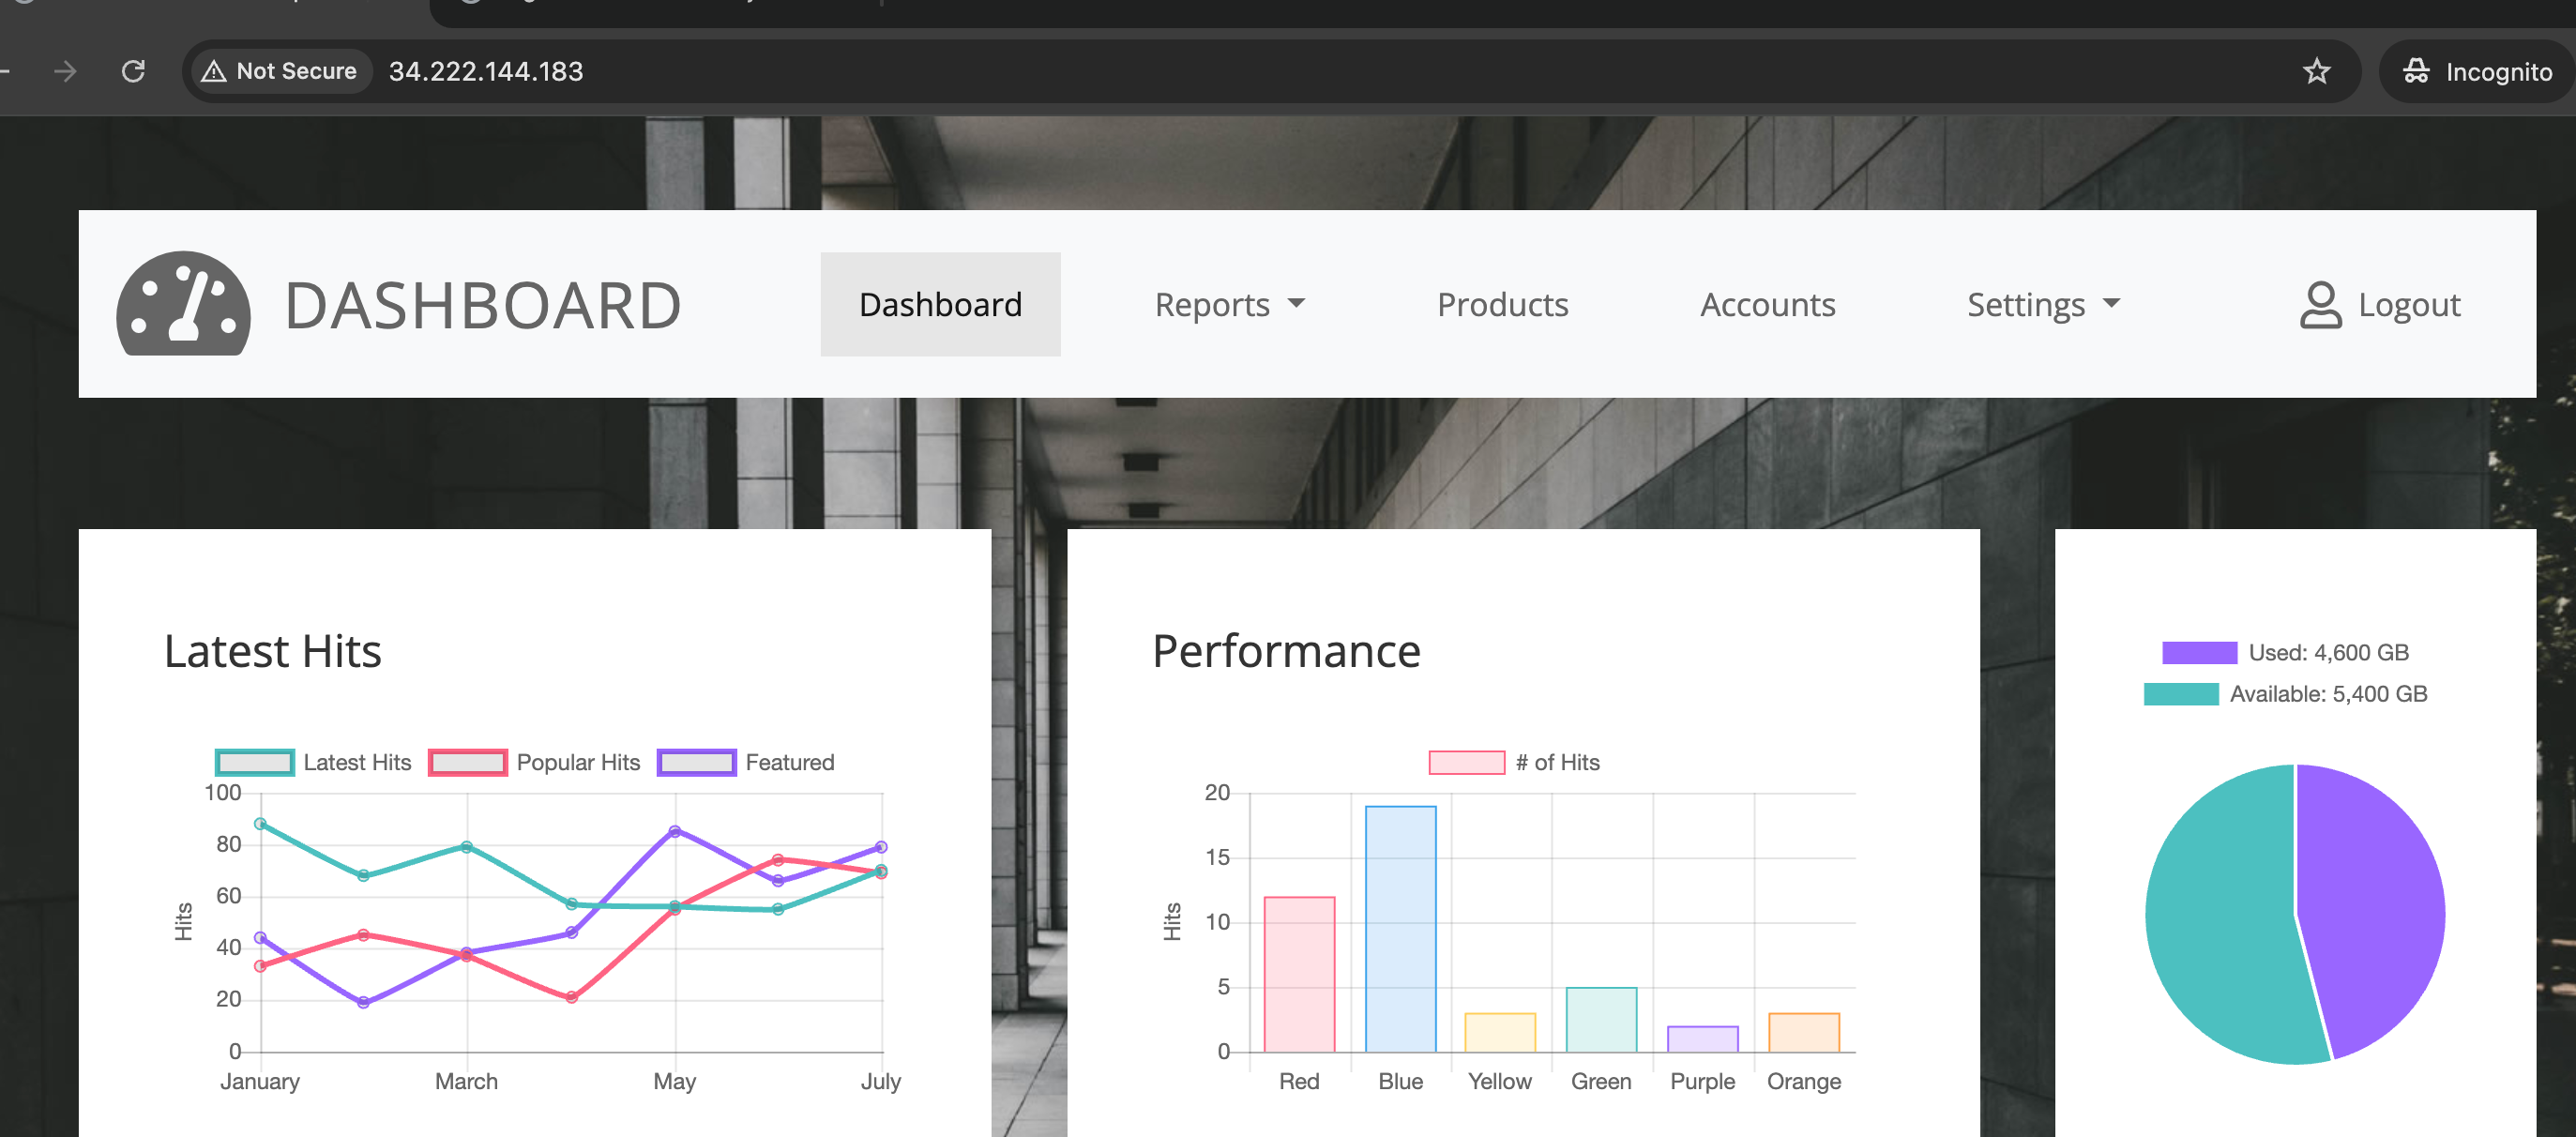 Not Secure 34.222.144.183 Incognito
DASHBOARD Dashboard Reports Products Accounts Settings Logout
Latest Hits
Latest Hits Popular Hits Featured
100
80
60
40
20
0
Hits
January March May July
Performance
# of Hits
20
15
10
5
0
Hits
Red Blue Yellow Green Purple Orange
Used: 4,600 GB
Available: 5,400 GB